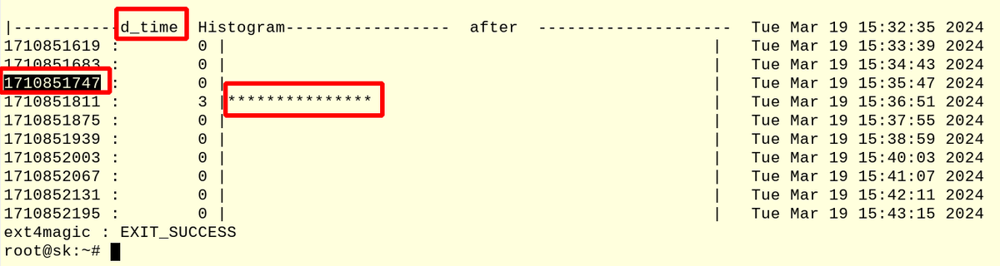 |-----------d_time  Histogram-----------------  after  --------------------  Tue Mar 19 15:32:35 2024
1710851619 :        0 |                                                  |   Tue Mar 19 15:33:39 2024
1710851683 :        0 |                                                  |   Tue Mar 19 15:34:43 2024
1710851747 :        0 |                                                  |   Tue Mar 19 15:35:47 2024
1710851811 :        3 |***************                                   |   Tue Mar 19 15:36:51 2024
1710851875 :        0 |                                                  |   Tue Mar 19 15:37:55 2024
1710851939 :        0 |                                                  |   Tue Mar 19 15:38:59 2024
1710852003 :        0 |                                                  |   Tue Mar 19 15:40:03 2024
1710852067 :        0 |                                                  |   Tue Mar 19 15:41:07 2024
1710852131 :        0 |                                                  |   Tue Mar 19 15:42:11 2024
1710852195 :        0 |                                                  |   Tue Mar 19 15:43:15 2024
ext4magic : EXIT_SUCCESS
root@sk:~#